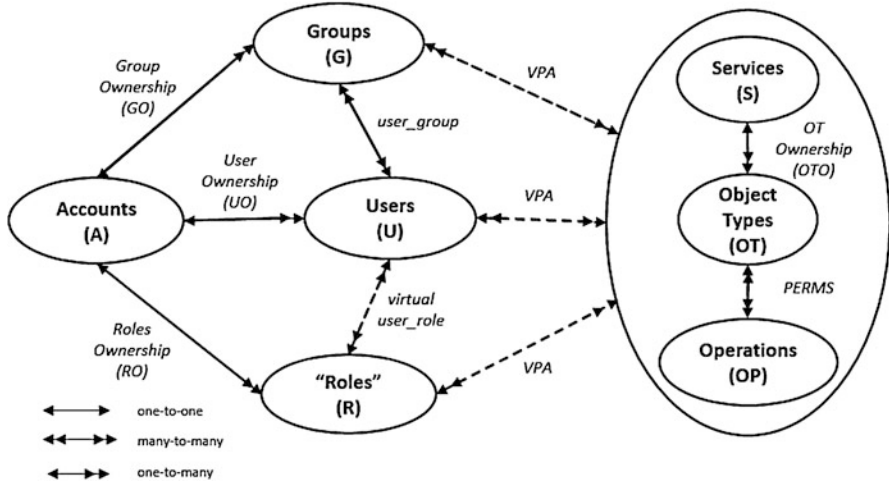 Groups
(G)
Group
Ownership
(GO)
VPA
user_group
Services
(S)
OT
Ownership
(OTO)
User
Ownership
(UO)
Accounts
(A)
Users
(U)
VPA
Object
Types
(OT)
virtual
user_role
PERMS
Roles
Ownership
(RO)
"Roles"
(R)
VPA
Operations
(OP)
one-to-one
many-to-many
one-to-many